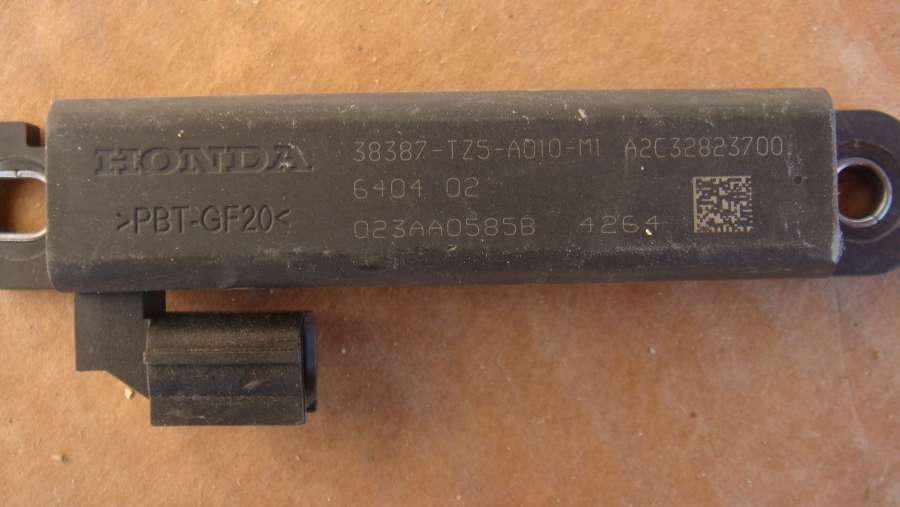 HONDA 38387-TZ5-A010-M1 A2C32823700
6404 02
>PBT-GF20<
023AA0585B 4264